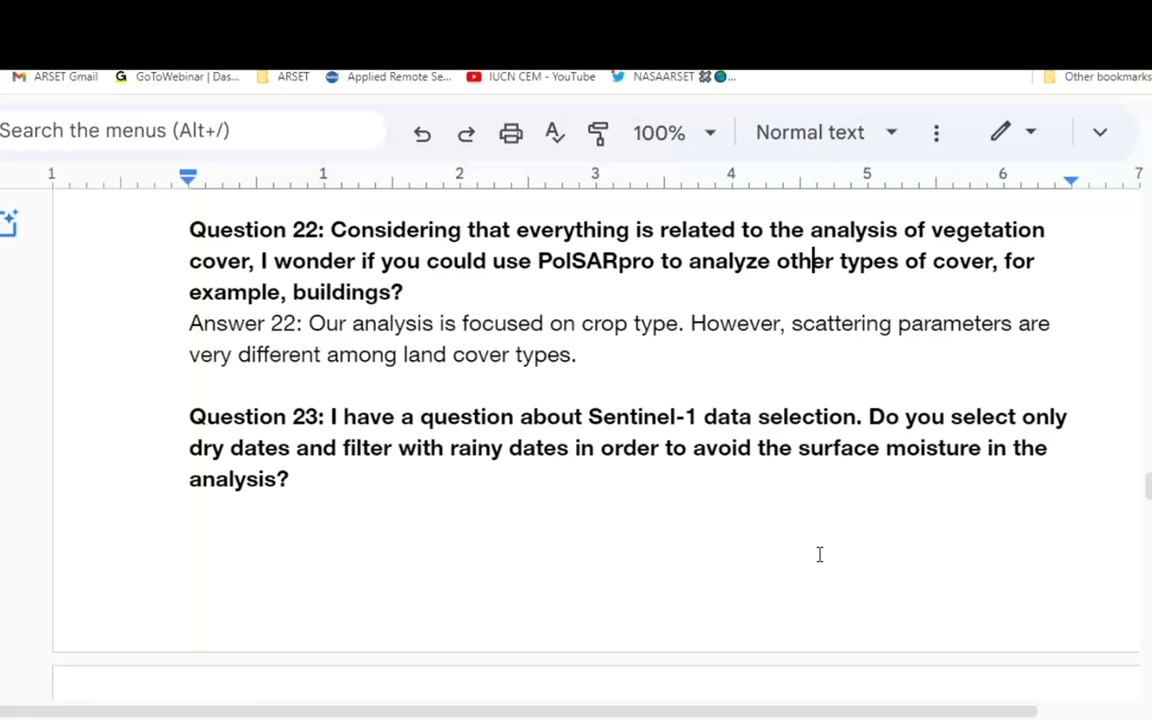 ARSET Gmail GoToWebinar | Das... ARSET Applied Remote Se... IUCN CEM - YouTube NASAARSET 🛰🌎... Other bookmarks
Search the menus (Alt+/) 100% Normal text
1 1 2 3 4 5 6 7
Question 22: Considering that everything is related to the analysis of vegetation
cover, I wonder if you could use PolSARpro to analyze other types of cover, for
example, buildings?
Answer 22: Our analysis is focused on crop type. However, scattering parameters are
very different among land cover types.
Question 23: I have a question about Sentinel-1 data selection. Do you select only
dry dates and filter with rainy dates in order to avoid the surface moisture in the
analysis?